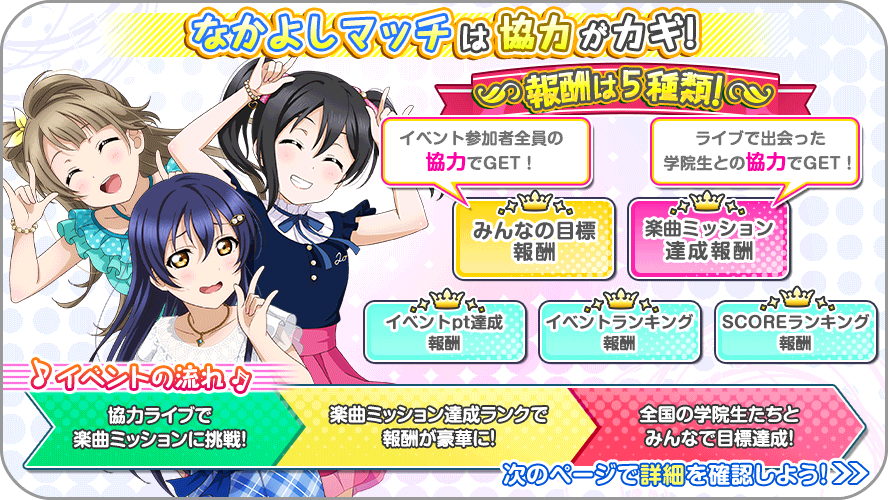 なかよしマッチは協力がカギ!
報酬は5種類!
イベント参加者全員の
協力でGET!
ライブで出会った
学院生との協力でGET!
みんなの目標
報酬
楽曲ミッション
達成報酬
イベントpt達成
報酬
イベントランキング
報酬
SCOREランキング
報酬
♪イベントの流れ♪
協力ライブで
楽曲ミッションに挑戦!
楽曲ミッション達成ランクで
報酬が豪華に!
全国の学院生たちと
みんなで目標達成!
次のページで詳細を確認しよう!